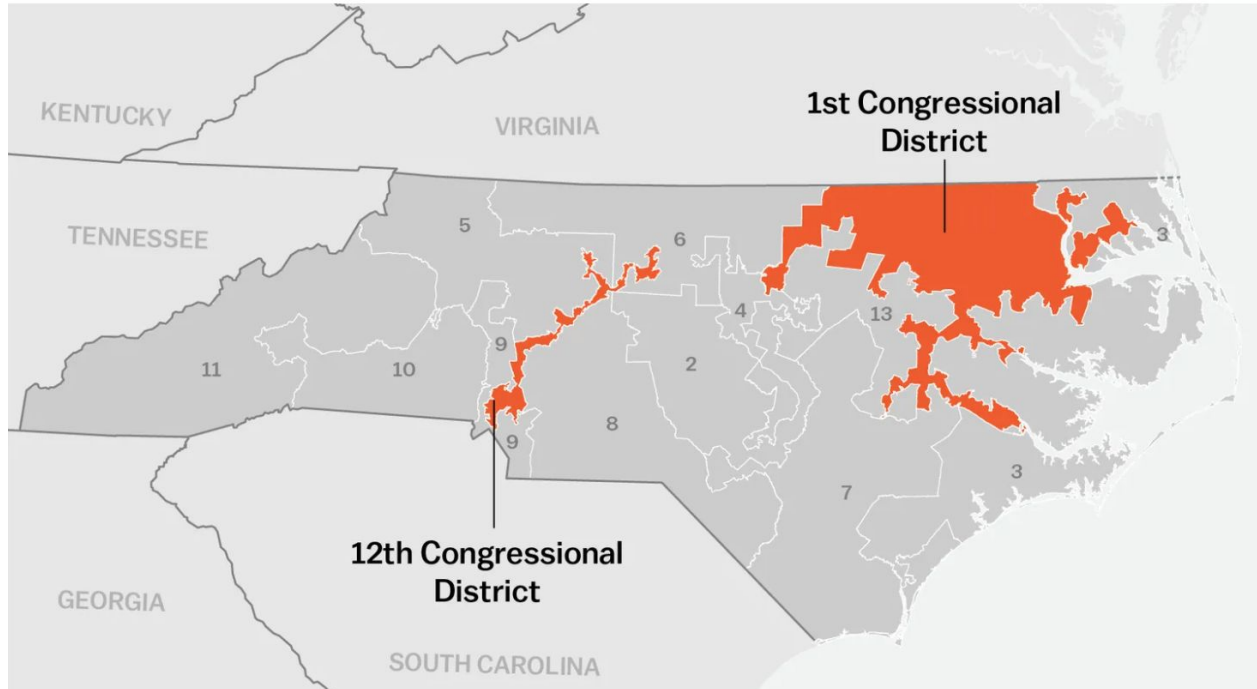 1st Congressional
District
KENTUCKY
VIRGINIA
TENNESSEE
5
6
3
4
13
9
11
10
2
8
9
7
3
12th Congressional
District
GEORGIA
SOUTH CAROLINA